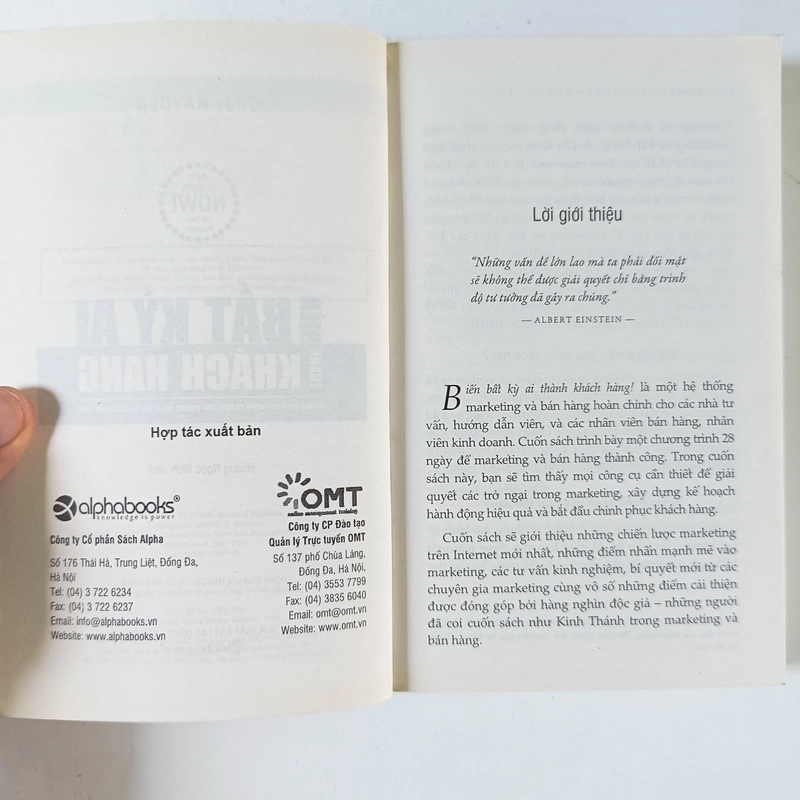 Hợp tác xuất bản
alphabooks®
knowledge is power
Công ty Cổ phần Sách Alpha
Số 176 Thái Hà, Trung Liệt, Đống Đa,
Hà Nội
Tel: (04) 3 722 6234
Fax: (04) 3 722 6237
Email: info@alphabooks.vn
Website: www.alphabooks.vn
OMT
online management training
Công ty CP Đào tạo
Quản lý Trực tuyến OMT
Số 137 phố Chùa Láng,
Đống Đa, Hà Nội,
Tel: (04) 3553 7799
Fax: (04) 3835 6040
Email: omt@omt.vn
Website: www.omt.vn
Lời giới thiệu
“Những vấn đề lớn lao mà ta phải đối mặt
sẽ không thể được giải quyết chỉ bằng trình
độ tư tưởng đã gây ra chúng.”
— ALBERT EINSTEIN —
Biến bất kỳ ai thành khách hàng! là một hệ thống
marketing và bán hàng hoàn chỉnh cho các nhà tư
vấn, hướng dẫn viên, và các nhân viên bán hàng, nhân
viên kinh doanh. Cuốn sách trình bày một chương trình 28
ngày để marketing và bán hàng thành công. Trong cuốn
sách này, bạn sẽ tìm thấy mọi công cụ cần thiết để giải
quyết các trở ngại trong marketing, xây dựng kế hoạch
hành động hiệu quả và bắt đầu chinh phục khách hàng.
Cuốn sách sẽ giới thiệu những chiến lược marketing
trên Internet mới nhất, những điểm nhấn mạnh mẽ vào
marketing, các tư vấn kinh nghiệm, bí quyết mới từ các
chuyên gia marketing cùng vô số những điểm cải thiện
được đóng góp bởi hàng nghìn độc giả – những người
đã coi cuốn sách như Kinh Thánh trong marketing và
bán hàng.